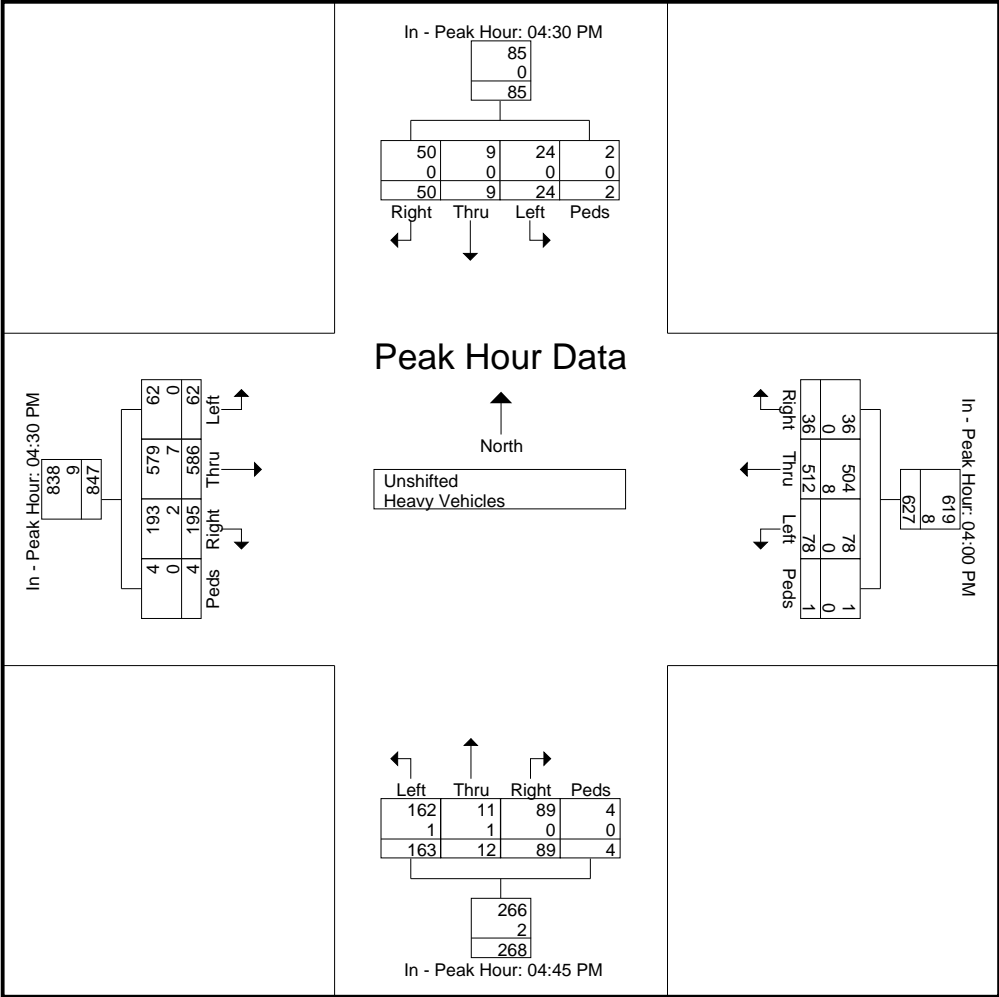 In - Peak Hour: 04:30 PM
85
0
85
50 9 24 2
0 0 0 0
50 9 24 2
Right Thru Left Peds
Peak Hour Data
North
Unshifted
Heavy Vehicles
In - Peak Hour: 04:30 PM
838
9
847
62 0 62 Left
579 7 586 Thru
193 2 195 Right
4 0 4 Peds
Right 36 0 36
Thru 512 8 504
Left 78 0 78
Peds 1 0 1
In - Peak Hour: 04:00 PM
619
8
627
Left Thru Right Peds
162 11 89 4
1 1 0 0
163 12 89 4
266
2
268
In - Peak Hour: 04:45 PM